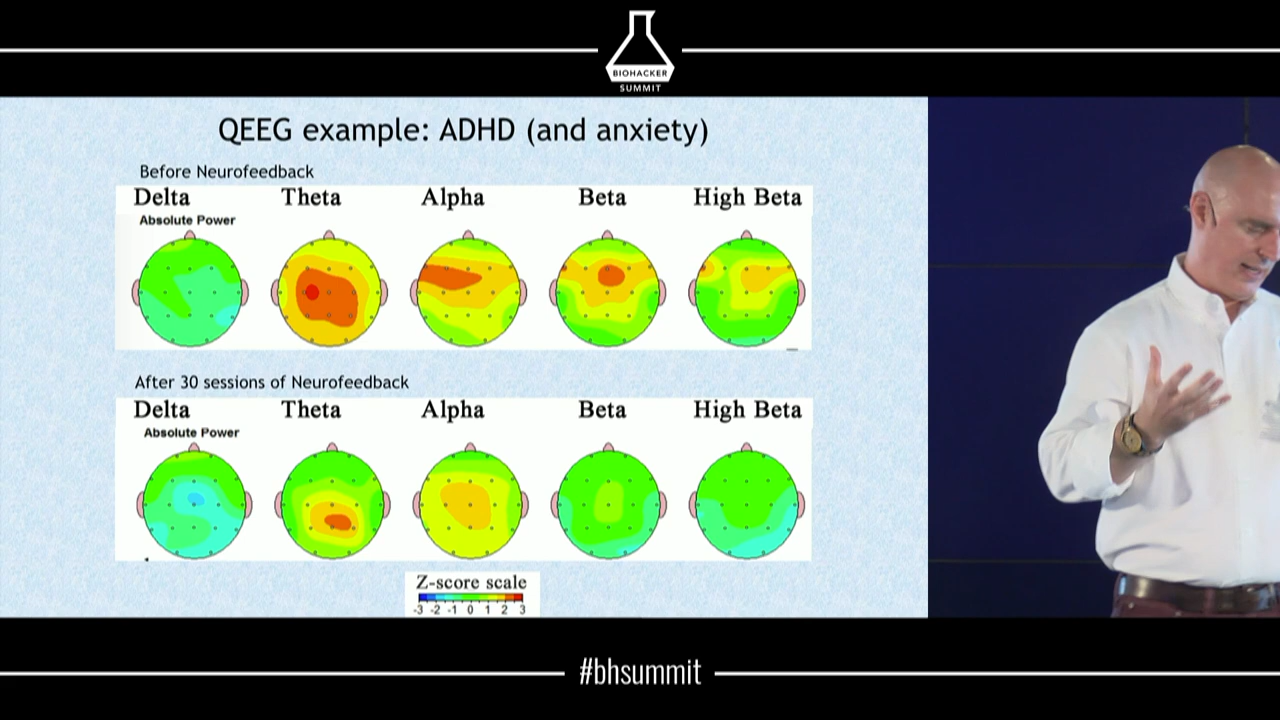 BIOHACKER
SUMMIT
QEEG example: ADHD (and anxiety)
Before Neurofeedback
Delta Theta Alpha Beta High Beta
Absolute Power
After 30 sessions of Neurofeedback
Delta Theta Alpha Beta High Beta
Absolute Power
Z-score scale
-3 -2 -1 0 1 2 3
#bhsummit